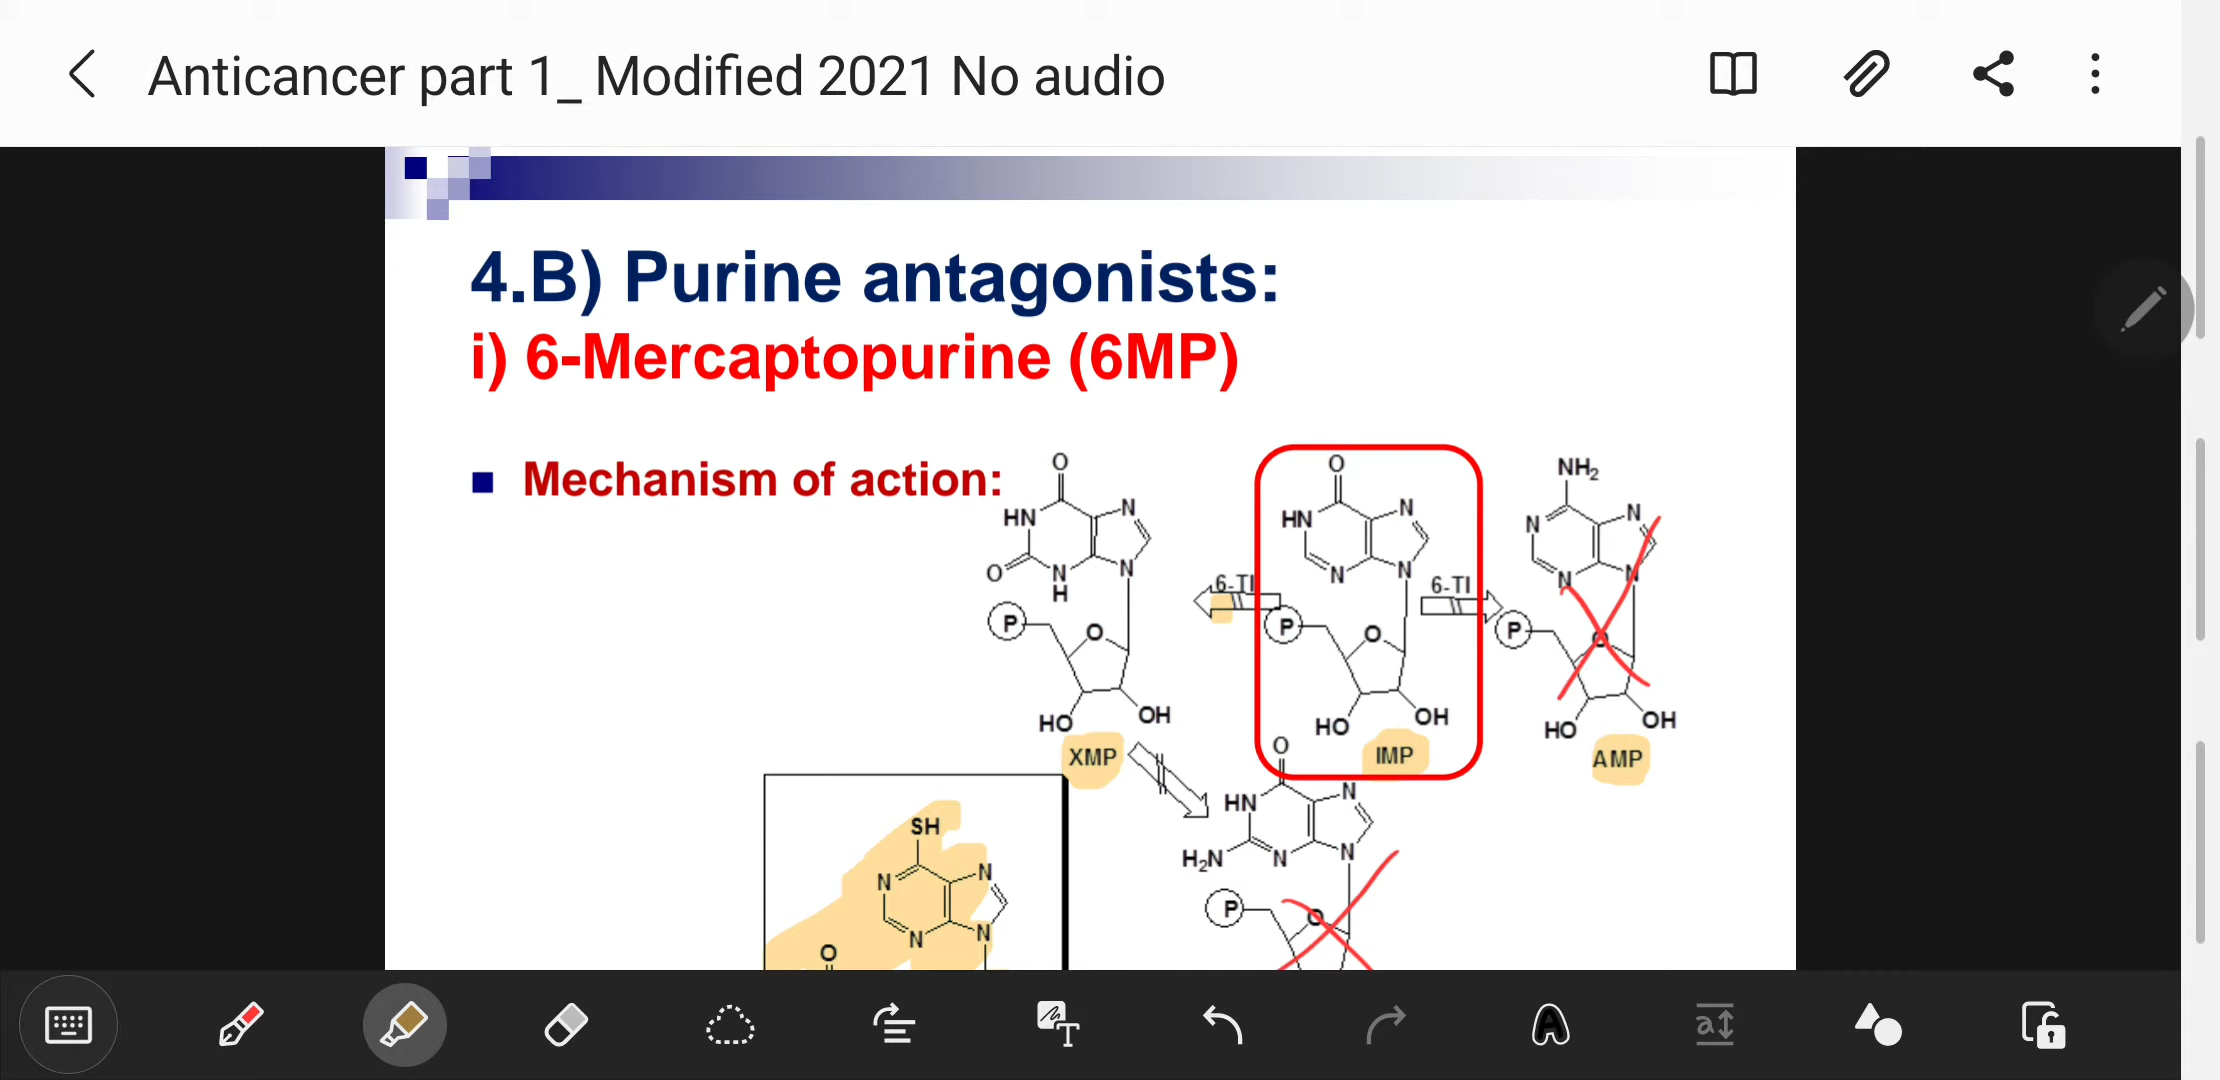 Anticancer part 1_ Modified 2021 No audio
4.B) Purine antagonists:
i) 6-Mercaptopurine (6MP)
Mechanism of action:
O
HN
N
O
N
H
N
P
O
HO
OH
XMP
6-TI
O
HN
N
N
N
P
O
HO
OH
IMP
6-TI
NH2
N
N
N
N
P
O
HO
OH
AMP
SH
N
N
N
N
O
O
HN
N
H2N
N
N
P
O
T
A
a